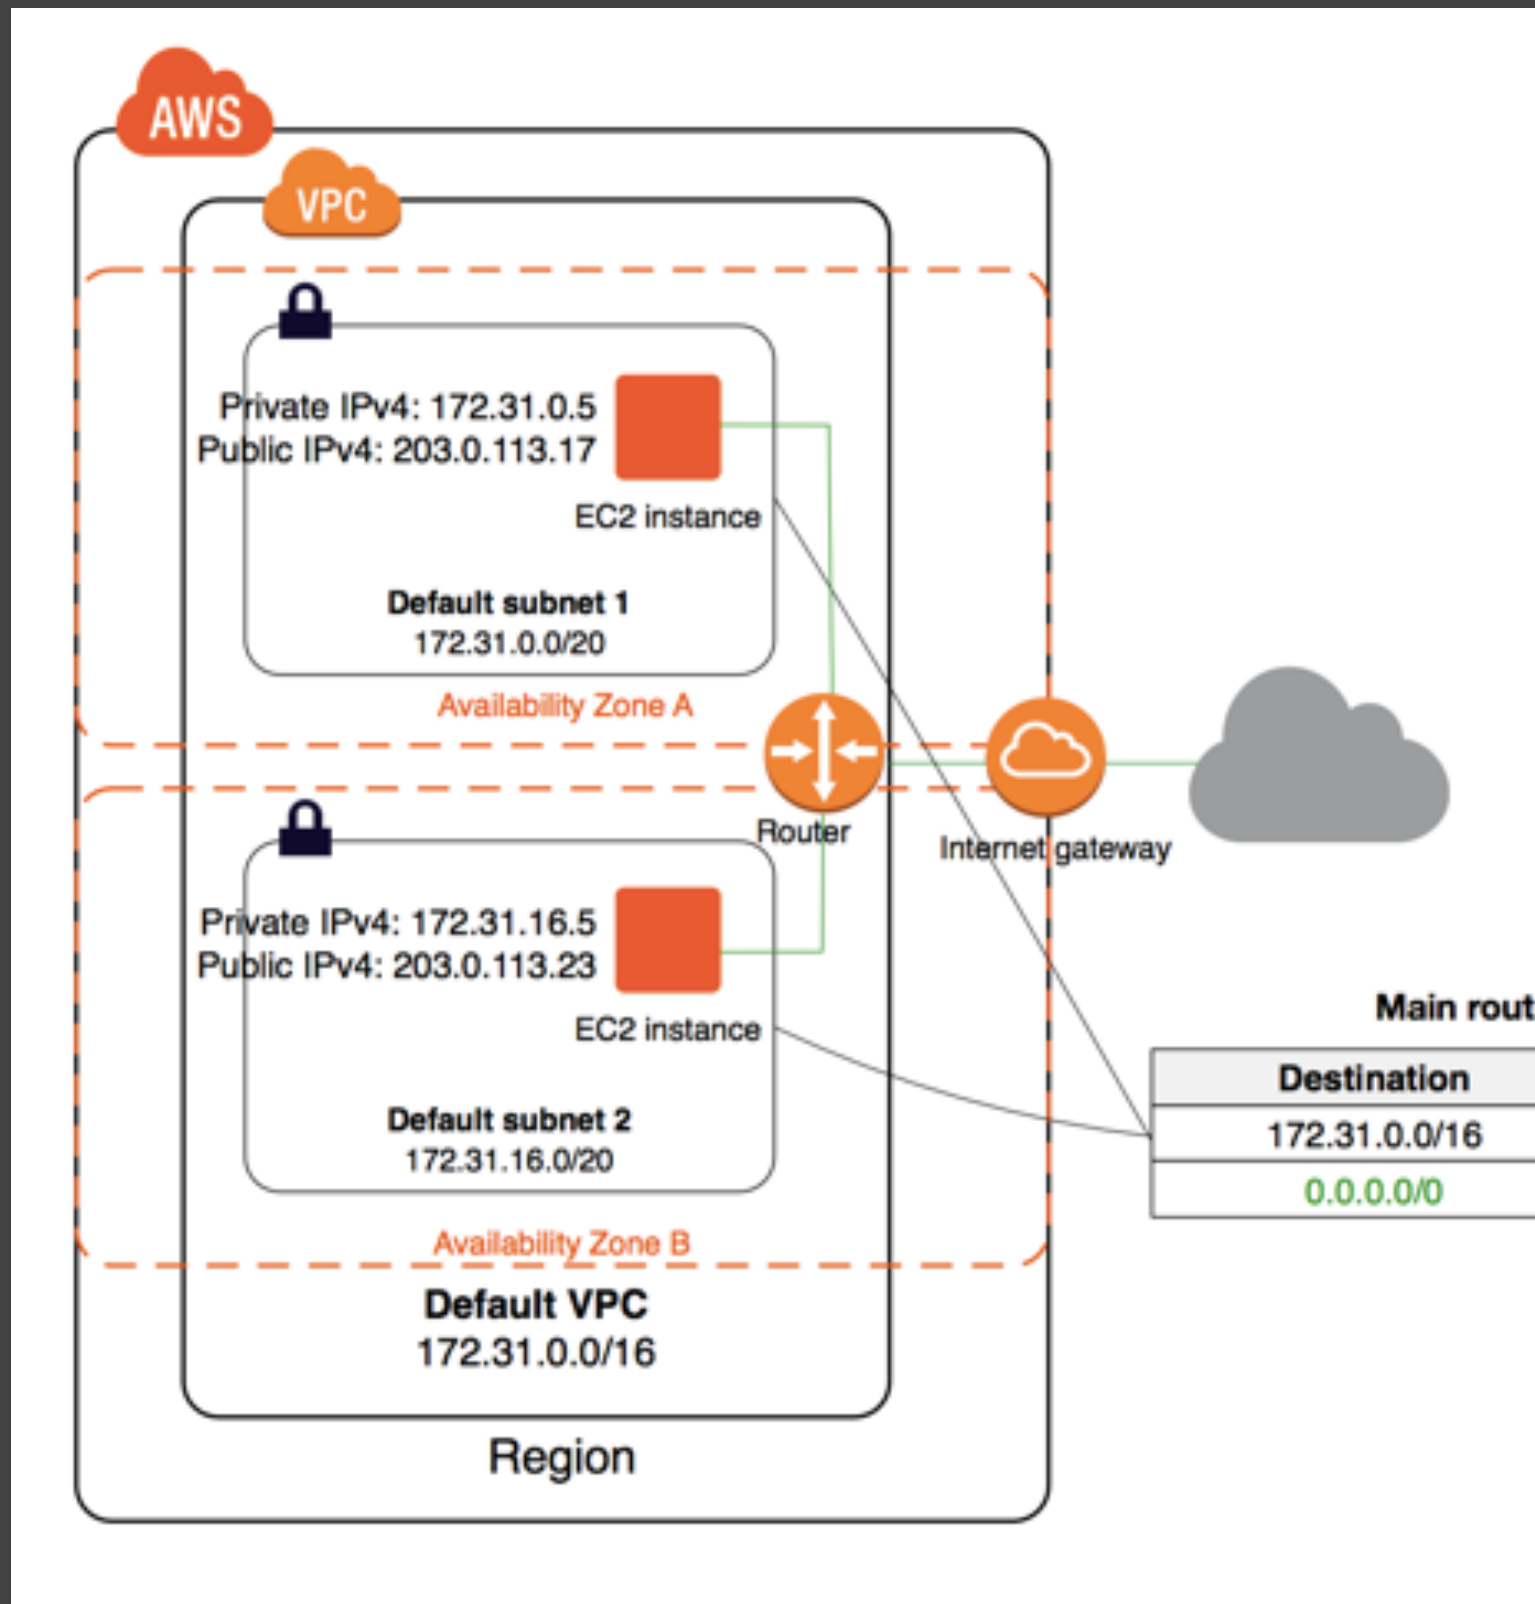 AWS
VPC
Private IPv4: 172.31.0.5
Public IPv4: 203.0.113.17
EC2 instance
Default subnet 1
172.31.0.0/20
Availability Zone A
Router
Internet gateway
Private IPv4: 172.31.16.5
Public IPv4: 203.0.113.23
EC2 instance
Default subnet 2
172.31.16.0/20
Availability Zone B
Default VPC
172.31.0.0/16
Region
Main rout
Destination
172.31.0.0/16
0.0.0.0/0